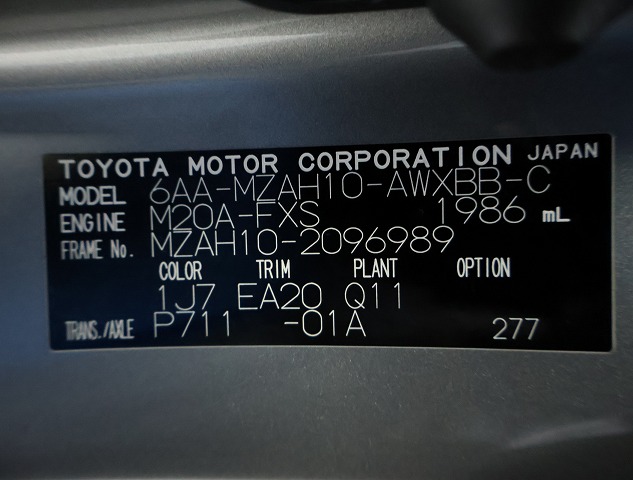 TOYOTA MOTOR CORPORATION JAPAN
MODEL 6AA-MZAH10-AWXBB-C
ENGINE M20A-FXS 1986 mL
FRAME No. MZAH10-2096989
COLOR TRIM PLANT OPTION
1J7 EA20 Q11
TRANS./AXLE P711 -01A 277